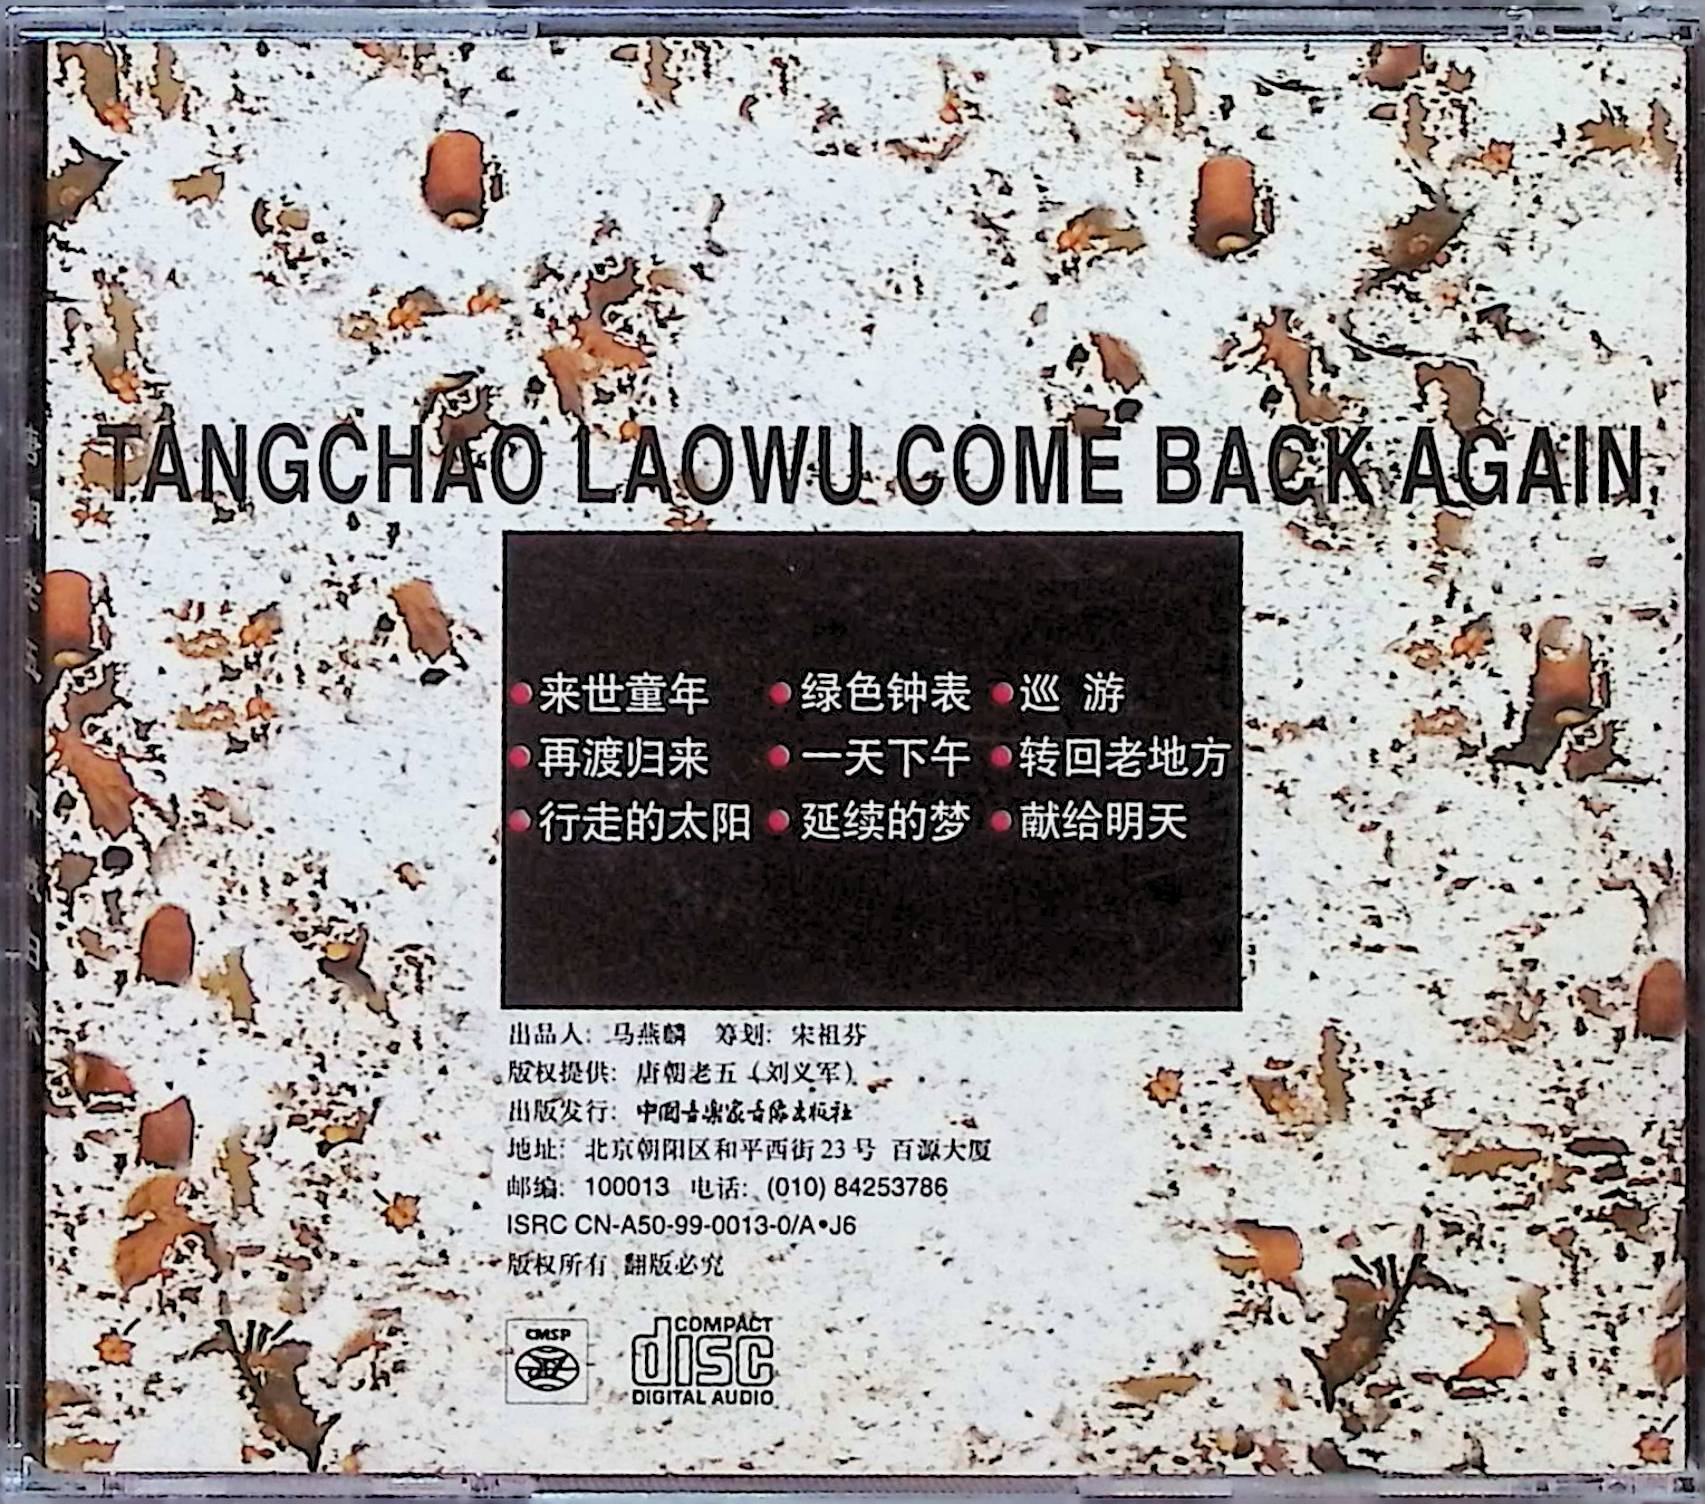 TANGCHAO LAOWU COME BACK AGAIN
•来世童年 •绿色钟表 •巡 游
•再渡归来 •一天下午 •转回老地方
•行走的太阳 •延续的梦 •献给明天
出品人：马燕麟 筹划：宋祖芬
版权提供：唐朝老五（刘义军）
出版发行：中国音乐家音像出版社
地址：北京朝阳区和平西街23号 百源大厦
邮编：100013 电话：(010) 84253786
ISRC CN-A50-99-0013-0/A•J6
版权所有 翻版必究
CMSP
COMPACT
disc
DIGITAL AUDIO